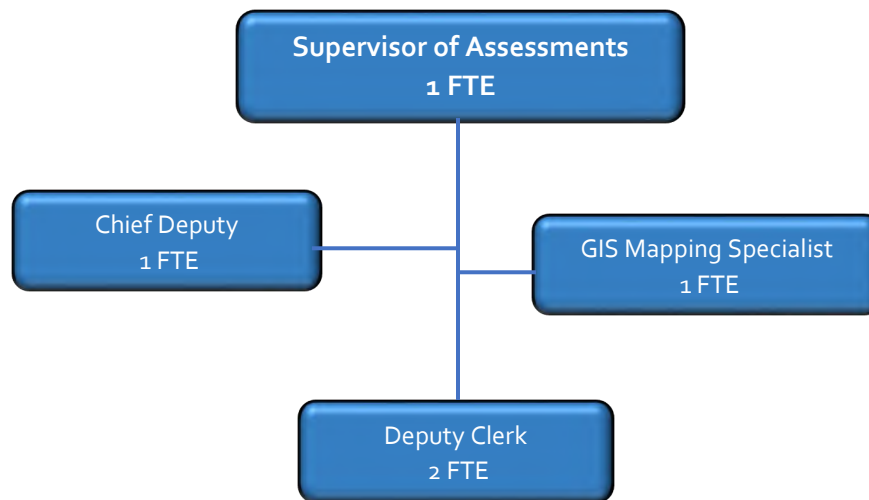 Supervisor of Assessments
1 FTE
Chief Deputy
1 FTE
GIS Mapping Specialist
1 FTE
Deputy Clerk
2 FTE